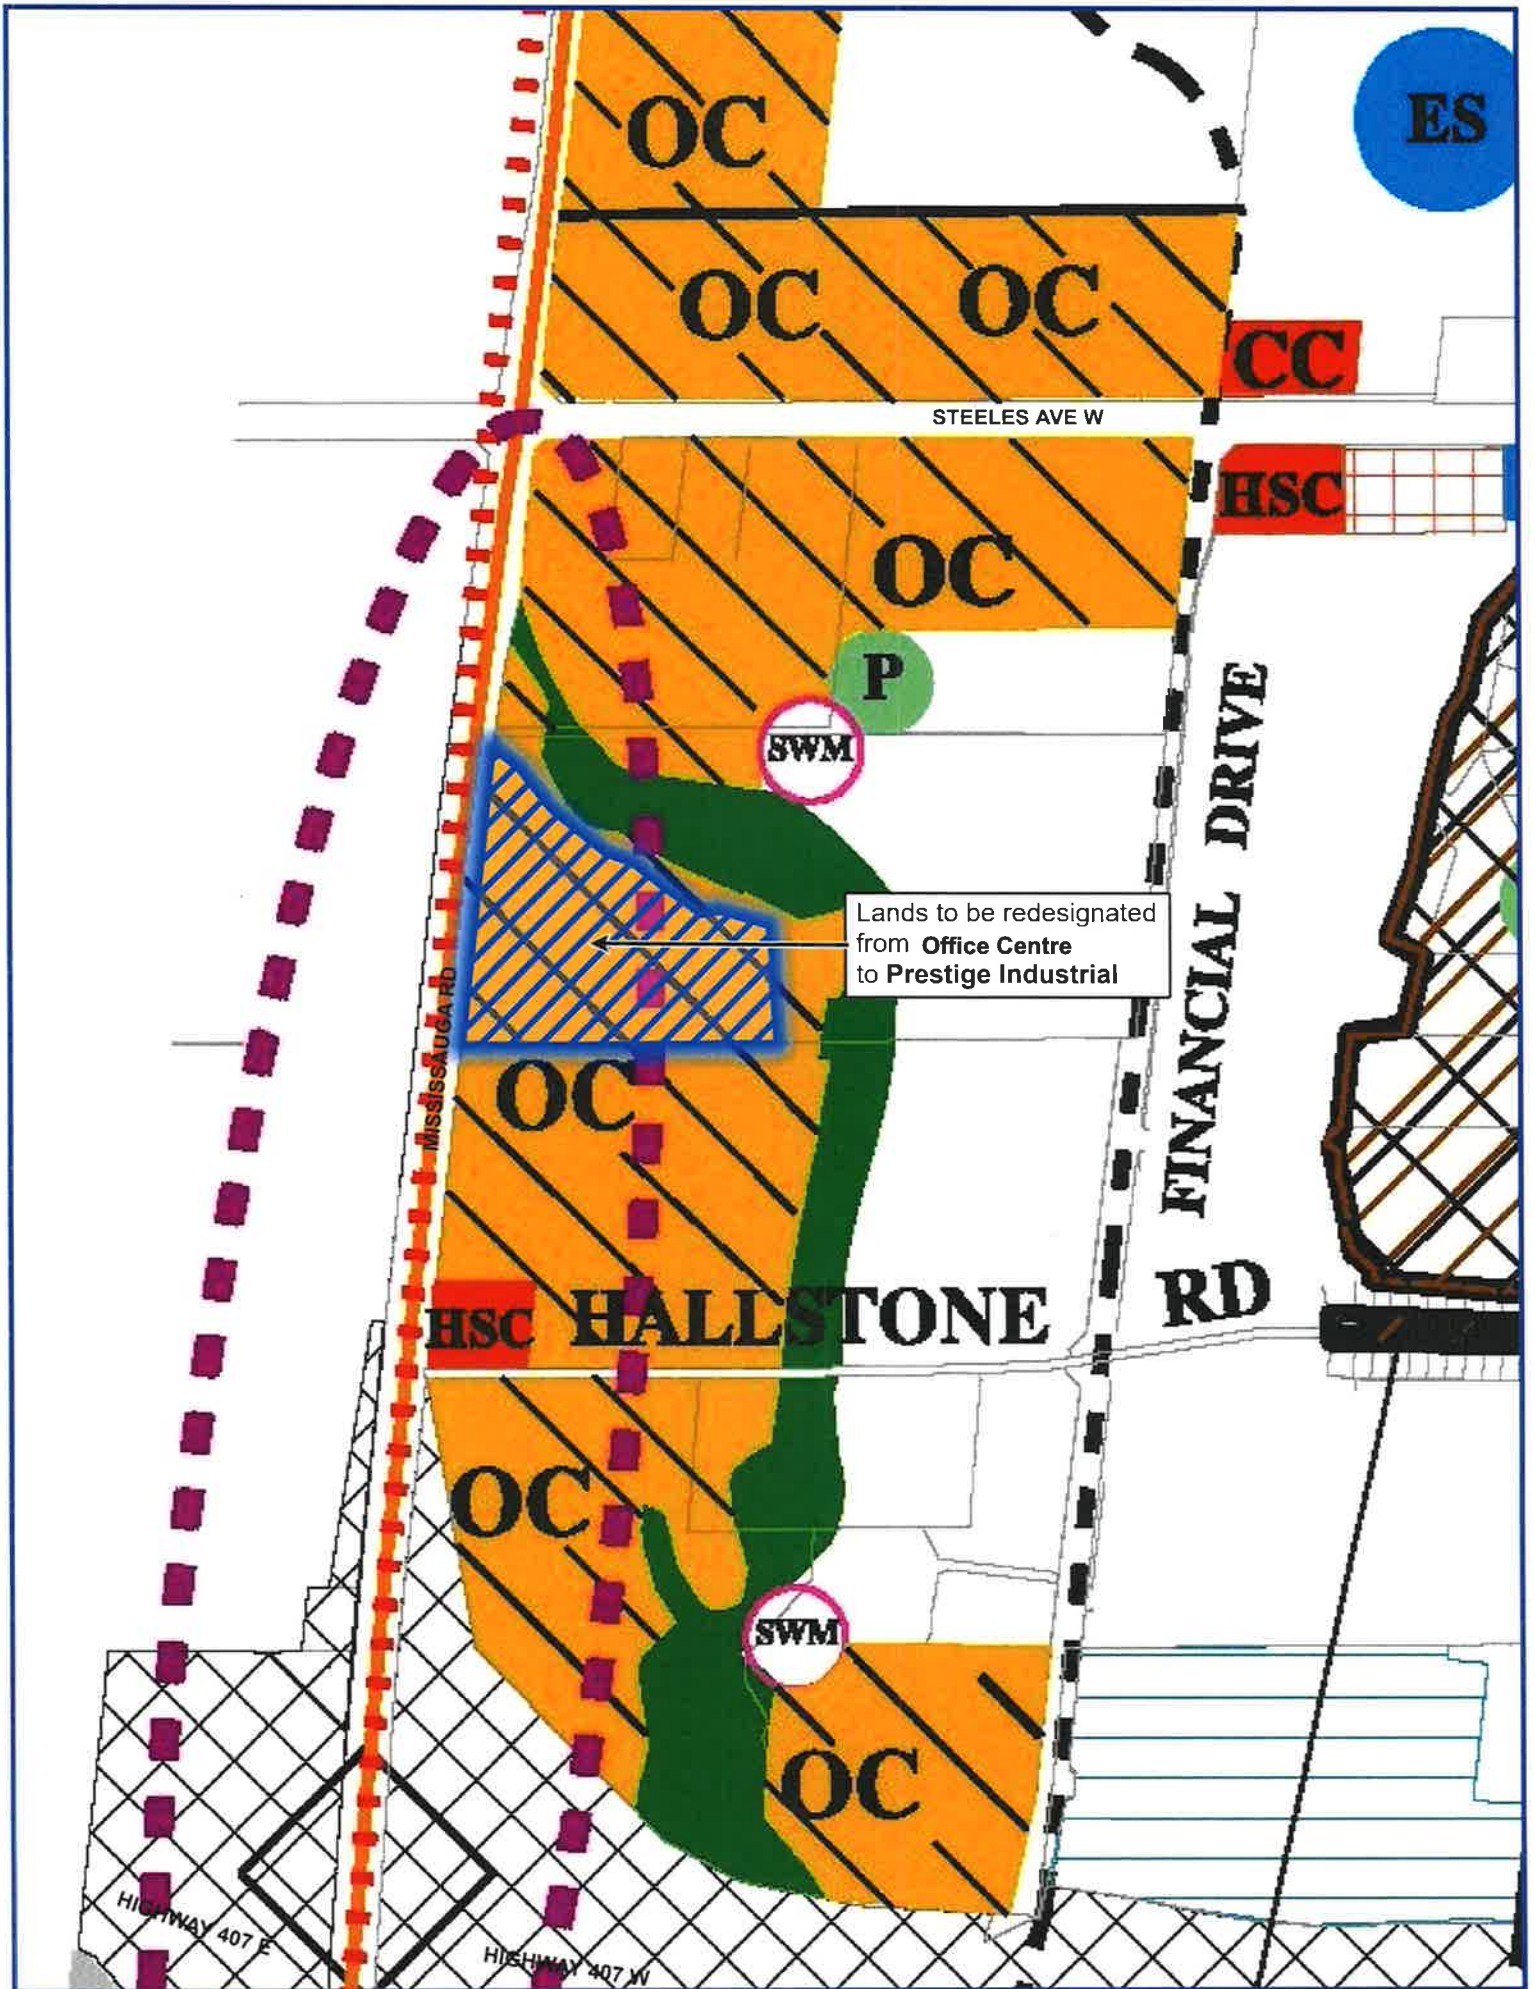 OC
ES
OC
OC
CC
STEELES AVE W
HSC
OC
P
SWM
FINANCIAL DRIVE
Lands to be redesignated
from Office Centre
to Prestige Industrial
MISSISSAUGA RD
OC
HSC
HALLSTONE RD
OC
SWM
OC
HIGHWAY 407 E
HIGHWAY 407 W